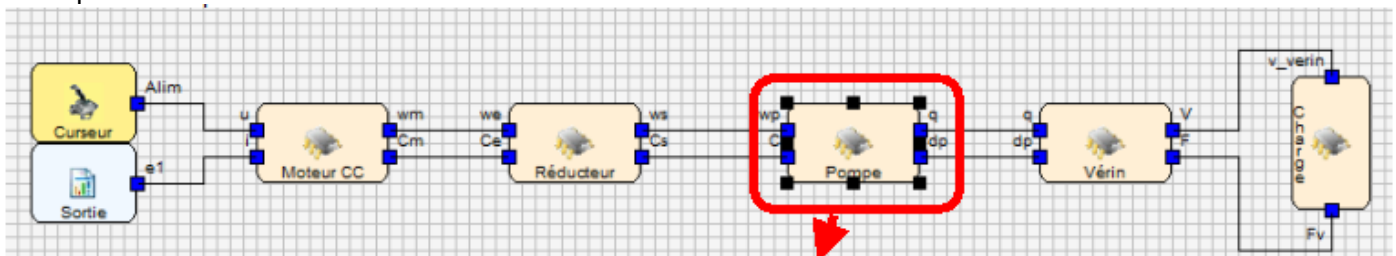 Alim
Curseur
e1
Sortie
u
i
Moteur CC
wm
Cm
we
Ce
Réducteur
ws
Cs
wp
C
Pompe
q
dp
q
dp
Vérin
V
F
v_verin
Charge
Fv